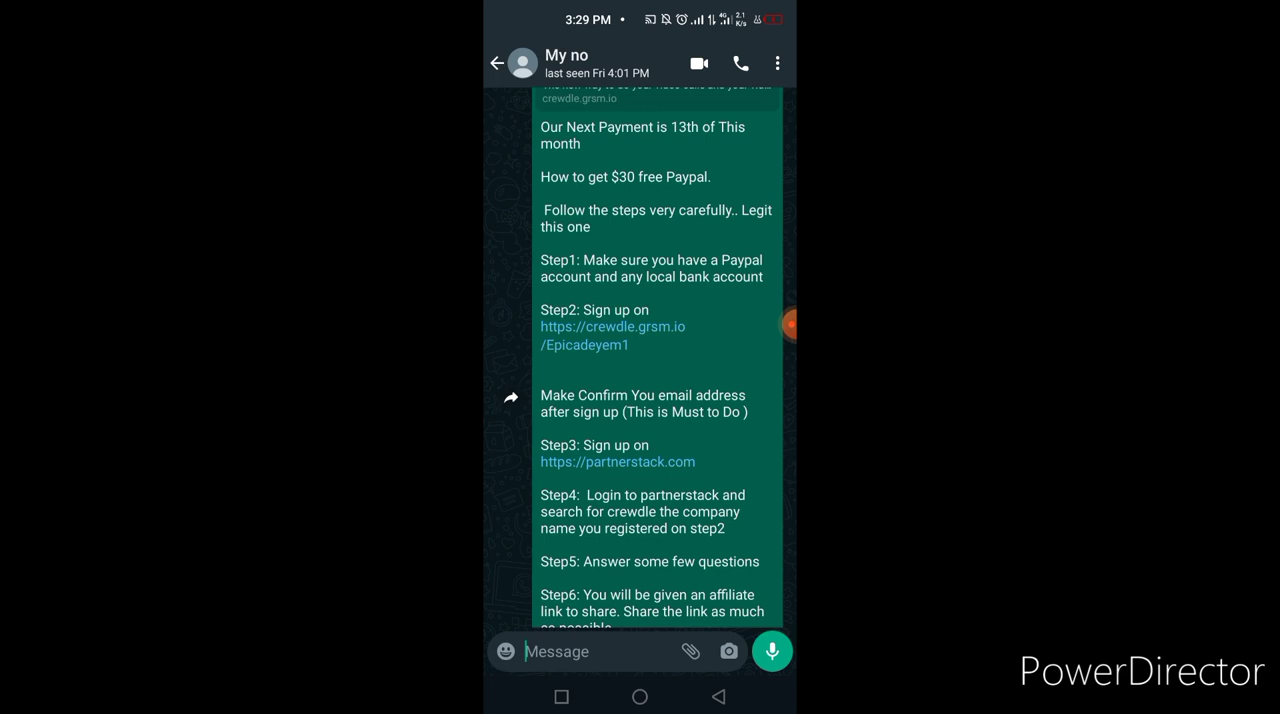 3:29 PM
4G
2.1
K/s
My no
last seen Fri 4:01 PM
crewdle.grsm.io
Our Next Payment is 13th of This
month
How to get $30 free Paypal.
Follow the steps very carefully.. Legit
this one
Step1: Make sure you have a Paypal
account and any local bank account
Step2: Sign up on
https://crewdle.grsm.io
/Epicadeyem1
Make Confirm You email address
after sign up (This is Must to Do )
Step3: Sign up on
https://partnerstack.com
Step4:  Login to partnerstack and
search for crewdle the company
name you registered on step2
Step5: Answer some few questions
Step6: You will be given an affiliate
link to share. Share the link as much
as possible
Message
PowerDirector